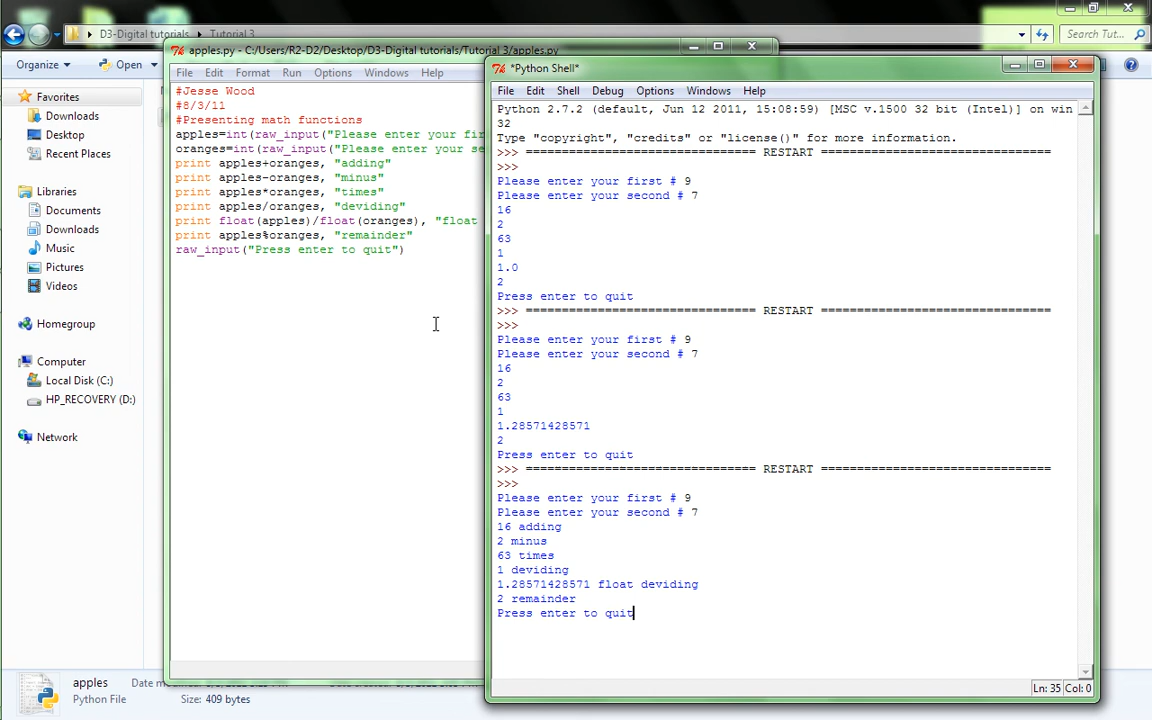 D3-Digital tutorials ▸ Tutorial 3
Search Tut...
Organize
Open
Favorites
Downloads
Desktop
Recent Places
Libraries
Documents
Downloads
Music
Pictures
Videos
Homegroup
Computer
Local Disk (C:)
HP_RECOVERY (D:)
Network
apples
Python File
Size: 409 bytes
apples.py - C:/Users/R2-D2/Desktop/D3-Digital tutorials/Tutorial 3/apples.py
File Edit Format Run Options Windows Help
#Jesse Wood
#8/3/11
#Presenting math functions
apples=int(raw_input("Please enter your fir
oranges=int(raw_input("Please enter your se
print apples+oranges, "adding"
print apples-oranges, "minus"
print apples*oranges, "times"
print apples/oranges, "deviding"
print float(apples)/float(oranges), "float
print apples%oranges, "remainder"
raw_input("Press enter to quit")
*Python Shell*
File Edit Shell Debug Options Windows Help
Python 2.7.2 (default, Jun 12 2011, 15:08:59) [MSC v.1500 32 bit (Intel)] on win
32
Type "copyright", "credits" or "license()" for more information.
>>> ================================ RESTART ================================
>>>
Please enter your first # 9
Please enter your second # 7
16
2
63
1
1.0
2
Press enter to quit
>>> ================================ RESTART ================================
>>>
Please enter your first # 9
Please enter your second # 7
16
2
63
1
1.28571428571
2
Press enter to quit
>>> ================================ RESTART ================================
>>>
Please enter your first # 9
Please enter your second # 7
16 adding
2 minus
63 times
1 deviding
1.28571428571 float deviding
2 remainder
Press enter to quit
Ln: 35 Col: 0